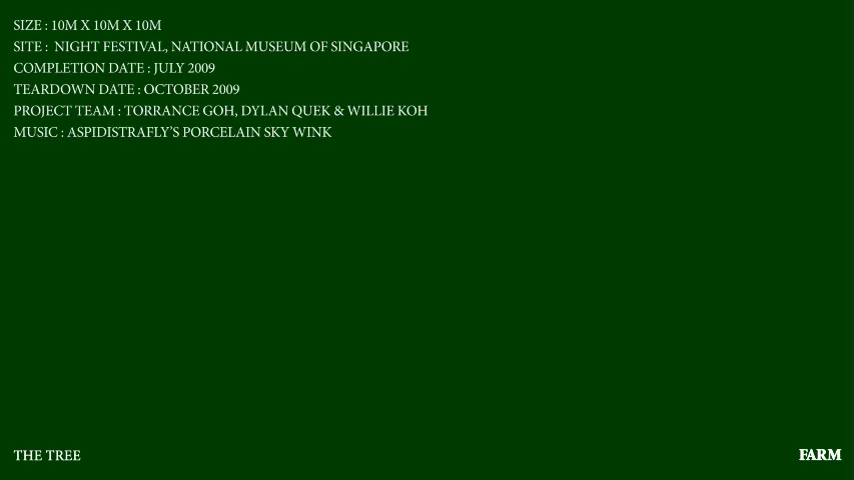 SIZE : 10M X 10M X 10M
SITE :  NIGHT FESTIVAL, NATIONAL MUSEUM OF SINGAPORE
COMPLETION DATE : JULY 2009
TEARDOWN DATE : OCTOBER 2009
PROJECT TEAM : TORRANCE GOH, DYLAN QUEK & WILLIE KOH
MUSIC : ASPIDISTRAFLY’S PORCELAIN SKY WINK
THE TREE
FARM